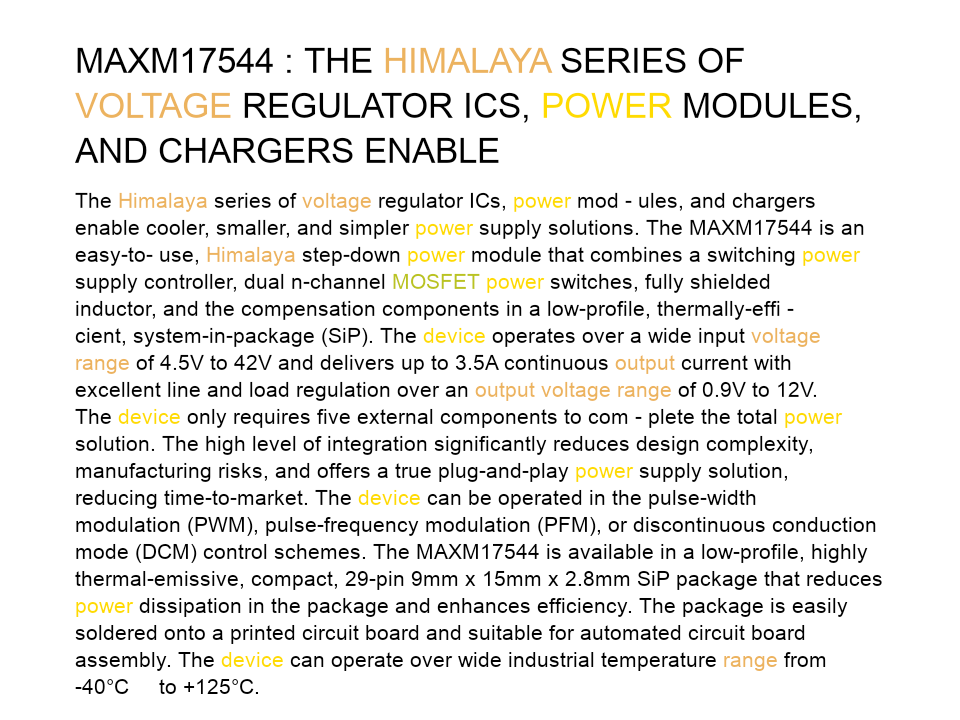 MAXM17544 : THE HIMALAYA SERIES OF
VOLTAGE REGULATOR ICS, POWER MODULES,
AND CHARGERS ENABLE
The Himalaya series of voltage regulator ICs, power mod - ules, and chargers
enable cooler, smaller, and simpler power supply solutions. The MAXM17544 is an
easy-to- use, Himalaya step-down power module that combines a switching power
supply controller, dual n-channel MOSFET power switches, fully shielded
inductor, and the compensation components in a low-profile, thermally-effi -
cient, system-in-package (SiP). The device operates over a wide input voltage
range of 4.5V to 42V and delivers up to 3.5A continuous output current with
excellent line and load regulation over an output voltage range of 0.9V to 12V.
The device only requires five external components to com - plete the total power
solution. The high level of integration significantly reduces design complexity,
manufacturing risks, and offers a true plug-and-play power supply solution,
reducing time-to-market. The device can be operated in the pulse-width
modulation (PWM), pulse-frequency modulation (PFM), or discontinuous conduction
mode (DCM) control schemes. The MAXM17544 is available in a low-profile, highly
thermal-emissive, compact, 29-pin 9mm x 15mm x 2.8mm SiP package that reduces
power dissipation in the package and enhances efficiency. The package is easily
soldered onto a printed circuit board and suitable for automated circuit board
assembly. The device can operate over wide industrial temperature range from
-40°C to +125°C.